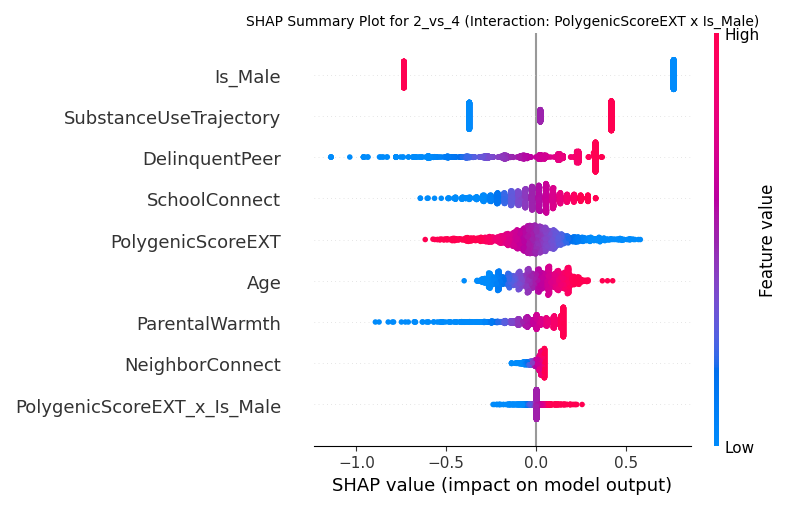 SHAP Summary Plot for 2_vs_4 (Interaction: PolygenicScoreEXT x Is_Male)
High
Is_Male
SubstanceUseTrajectory
DelinquentPeer
SchoolConnect
PolygenicScoreEXT
Age
ParentalWarmth
NeighborConnect
PolygenicScoreEXT_x_Is_Male
Feature value
Low
−1.0 −0.5 0.0 0.5
SHAP value (impact on model output)